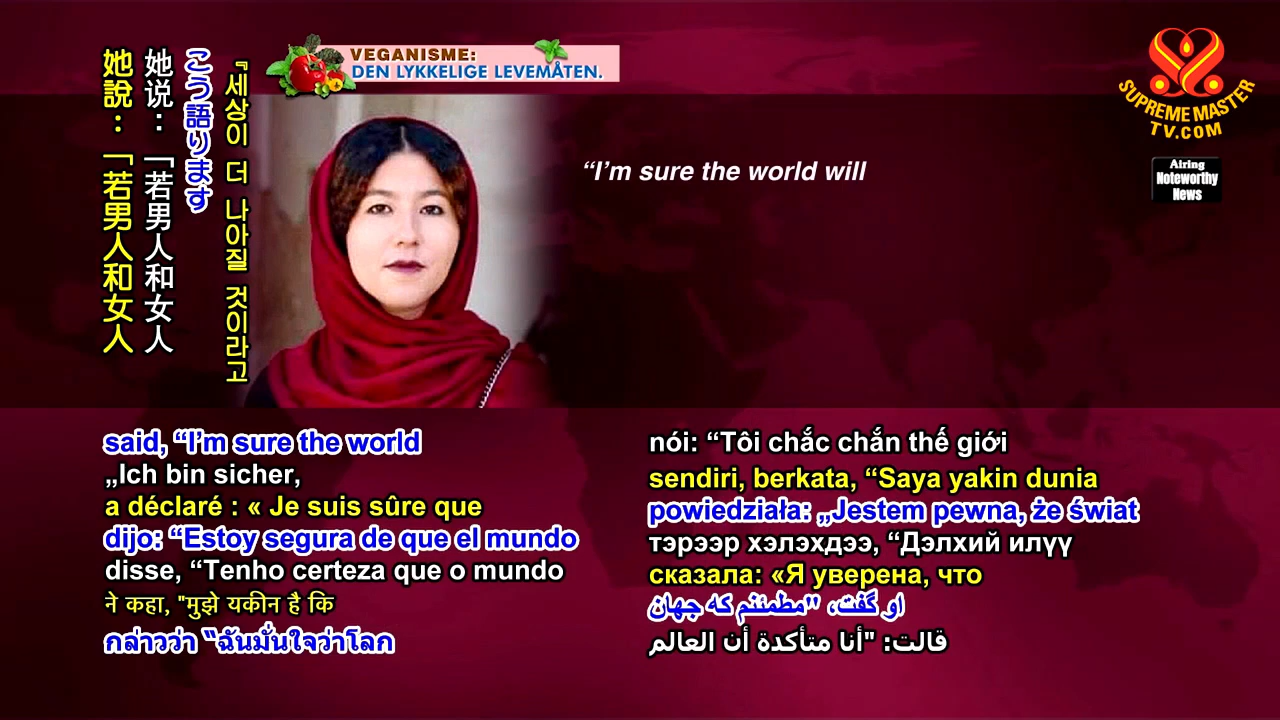 VEGANISME:
DEN LYKKELIGE LEVEMÅTEN.
SUPREME MASTER
TV.COM
Airing
Noteworthy
News
『세상이 더 나아질 것이라고
こう語ります
她说：「若男人和女人
她說：「若男人和女人
“I’m sure the world will
said, “I’m sure the world
„Ich bin sicher,
a déclaré : « Je suis sûre que
dijo: “Estoy segura de que el mundo
disse, “Tenho certeza que o mundo
ने कहा, "मुझे यकीन है कि
กล่าวว่า “ฉันมั่นใจว่าโลก
nói: “Tôi chắc chắn thế giới
sendiri, berkata, “Saya yakin dunia
powiedziała: „Jestem pewna, że świat
тэрээр хэлэхдээ, “Дэлхий илүү
сказала: «Я уверена, что
او گفت، "مطمئنم که جهان
قالت: "أنا متأكدة أن العالم